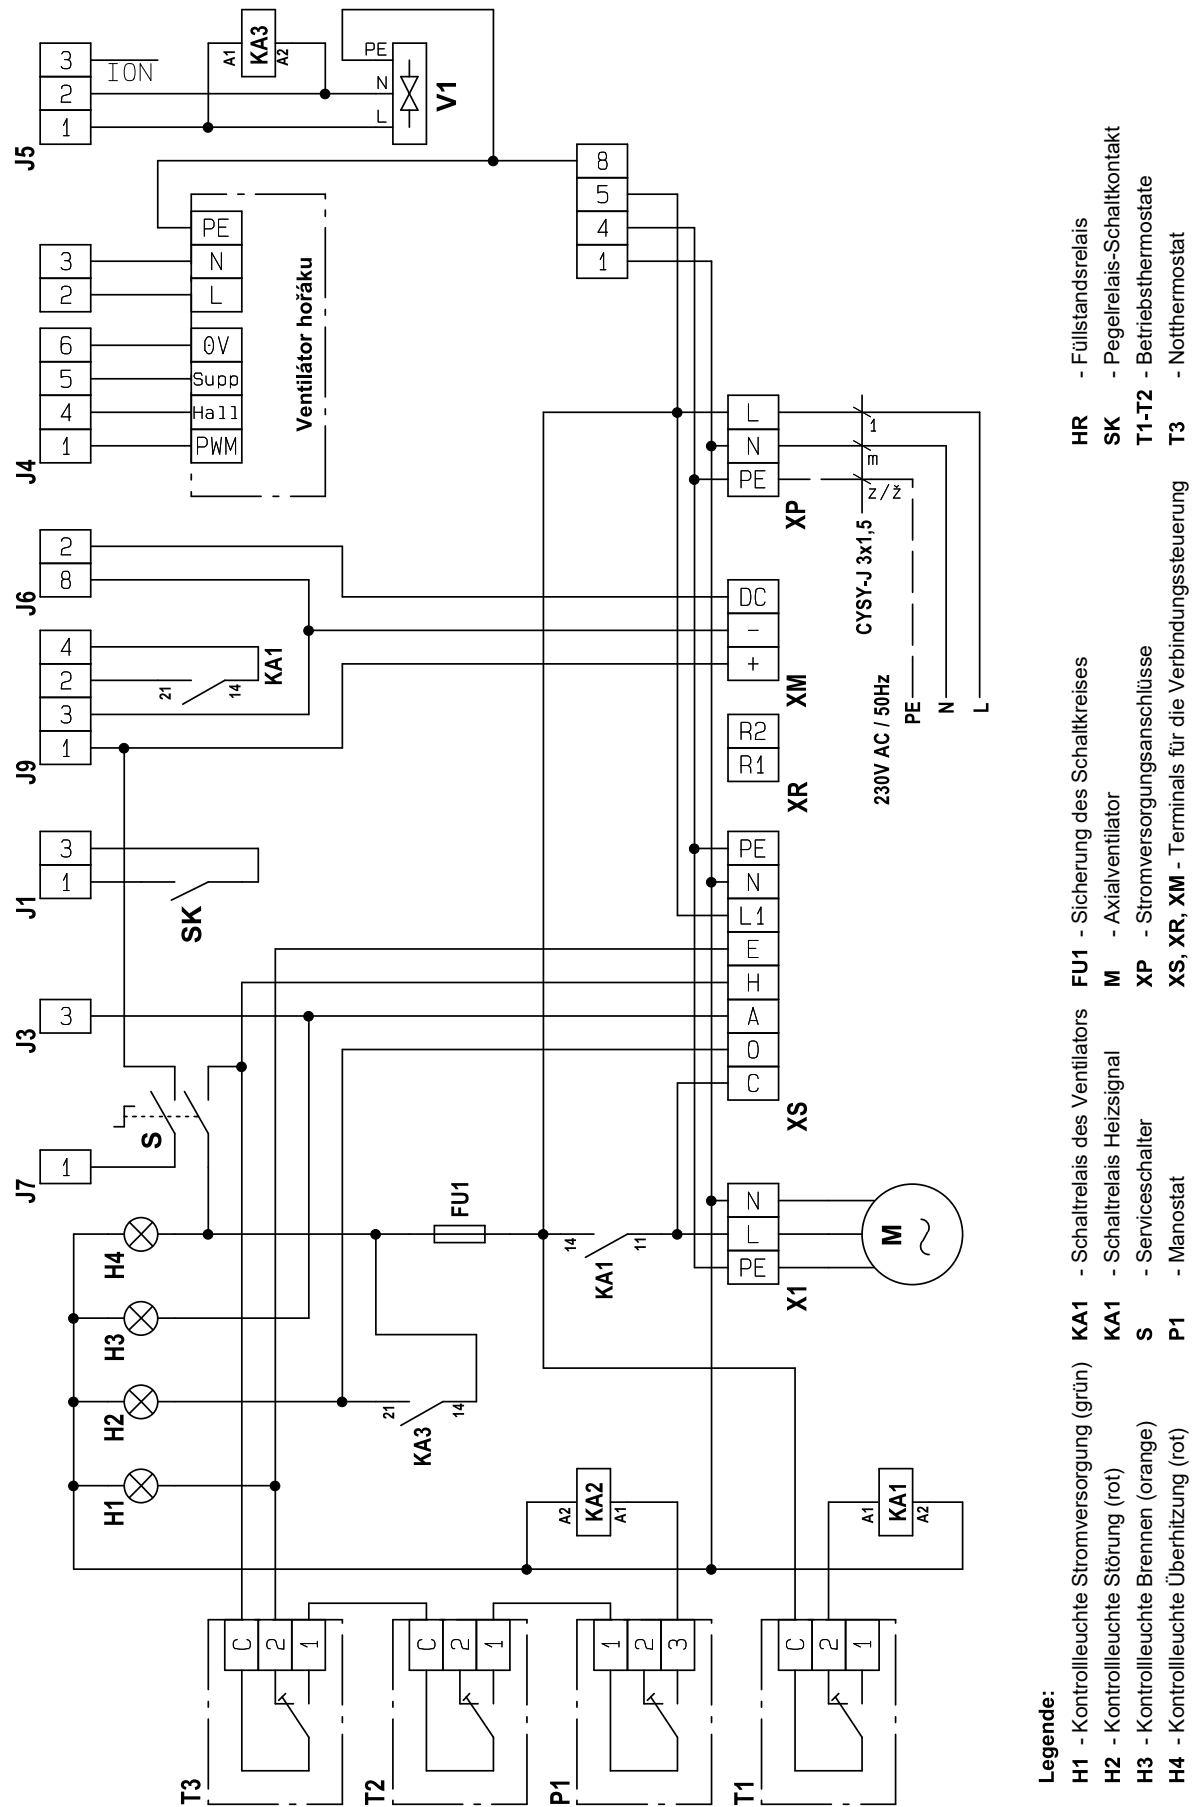 T3
C
2
1
T2
C
2
1
P1
1
2
3
T1
C
2
1
H1
H2
H3
H4
KA2
A2
A1
KA1
A1
A2
KA3
21
14
FU1
KA1
14
11
J7
1
S
J3
3
J1
1
3
SK
J9
1
3
2
4
21
14
KA1
J6
8
2
J4
1
4
5
6
2
3
PWM
Hall
Supp
0V
L
N
PE
Ventilátor hořáku
J5
1
2
3
ION
A1
A2
KA3
PE
N
L
V1
1
4
5
8
X1
PE
L
N
M
XS
C
O
A
H
E
L1
N
PE
XR
R1
R2
XM
+
-
DC
XP
PE
N
L
CYSY-J 3x1,5
z/ž
m
1
230V AC / 50Hz
PE
N
L
Legende:
H1 - Kontrollleuchte Stromversorgung (grün)
H2 - Kontrollleuchte Störung (rot)
H3 - Kontrollleuchte Brennen (orange)
H4 - Kontrollleuchte Überhitzung (rot)
KA1 - Schaltrelais des Ventilators
KA1 - Schaltrelais Heizsignal
S - Serviceschalter
P1 - Manostat
FU1 - Sicherung des Schaltkreises
M - Axialventilator
XP - Stromversorgungsanschlüsse
XS, XR, XM - Terminals für die Verbindungssteuerung
HR - Füllstandsrelais
SK - Pegelrelais-Schaltkontakt
T1-T2 - Betriebsthermostate
T3 - Notthermostat